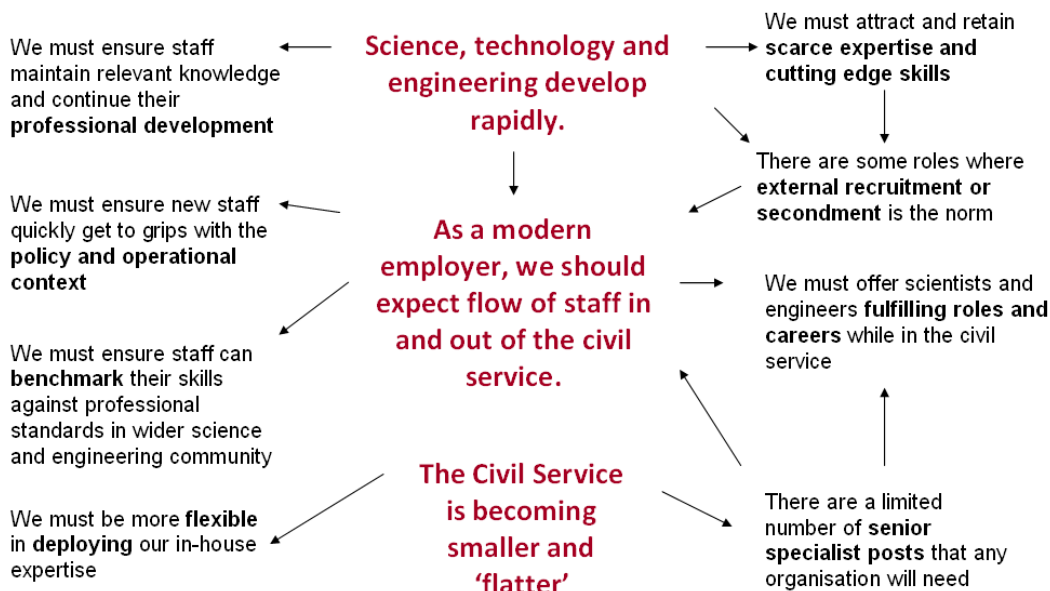 We must ensure staff
maintain relevant knowledge
and continue their
professional development
Science, technology and
engineering develop
rapidly.
We must attract and retain
scarce expertise and
cutting edge skills
There are some roles where
external recruitment or
secondment is the norm
We must ensure new staff
quickly get to grips with the
policy and operational
context
As a modern
employer, we should
expect flow of staff in
and out of the civil
service.
We must offer scientists and
engineers fulfilling roles and
careers while in the civil
service
We must ensure staff can
benchmark their skills
against professional
standards in wider science
and engineering community
We must be more flexible
in deploying our in-house
expertise
The Civil Service
is becoming
smaller and
‘flatter’
There are a limited
number of senior
specialist posts that any
organisation will need